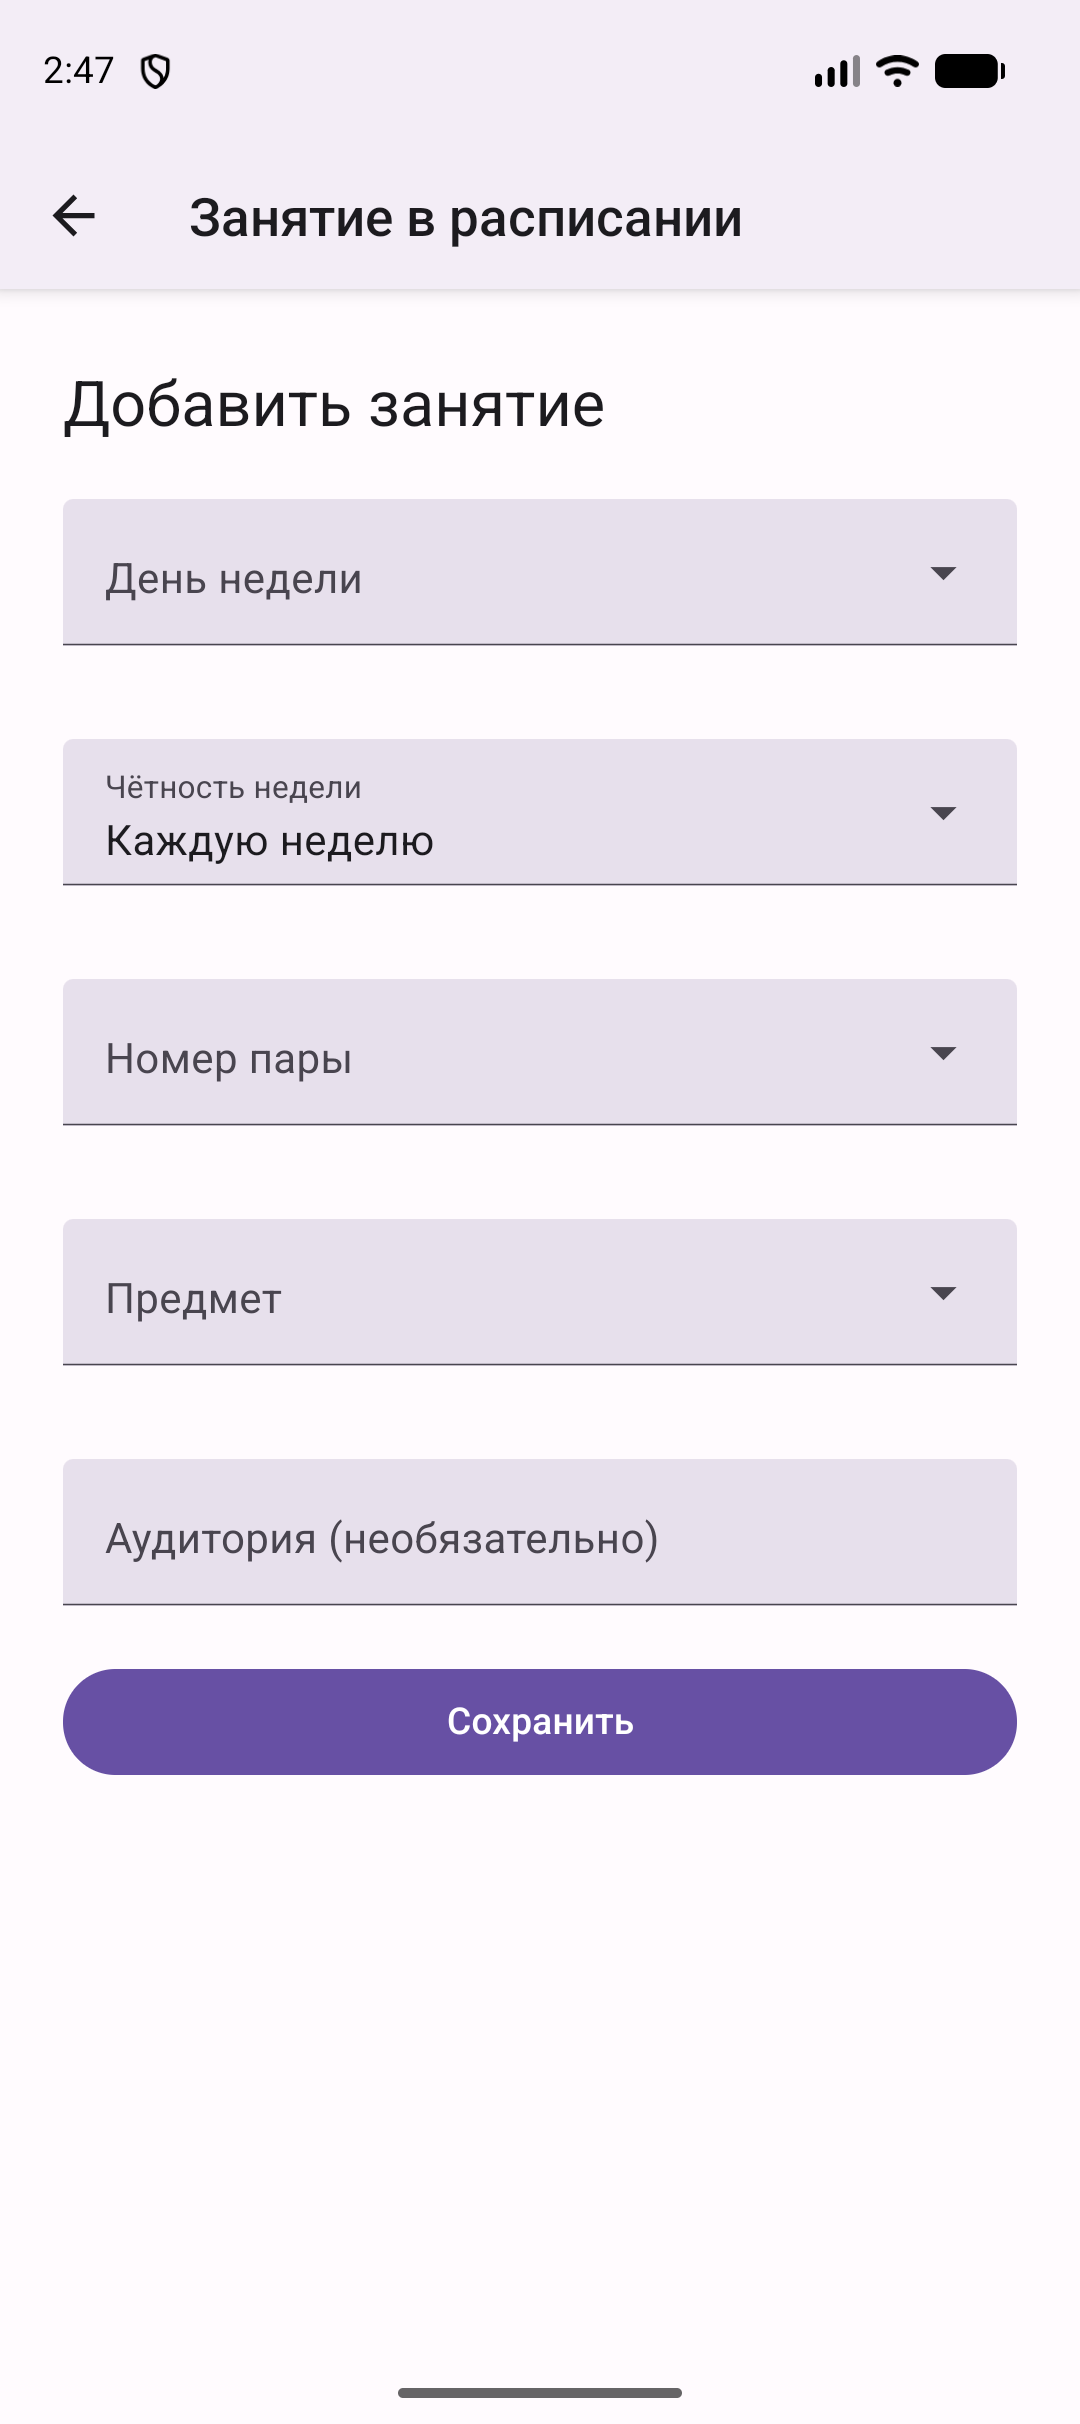 2:47
Занятие в расписании
Добавить занятие
День недели
Чётность недели
Каждую неделю
Номер пары
Предмет
Аудитория (необязательно)
Сохранить